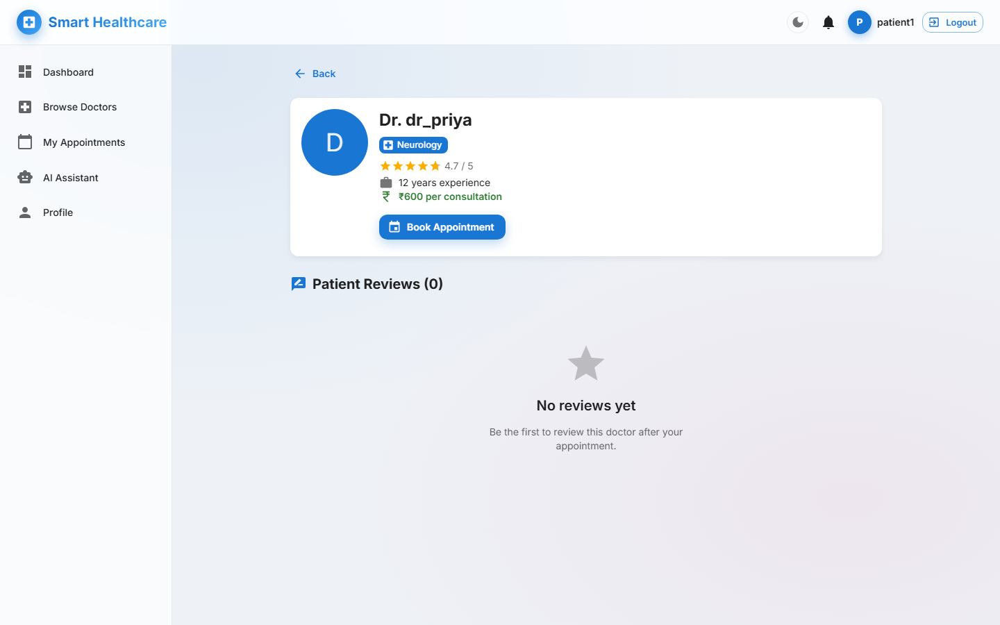 Smart Healthcare
P
patient1
Logout
Dashboard
Browse Doctors
My Appointments
AI Assistant
Profile
Back
D
Dr. dr_priya
Neurology
4.7 / 5
12 years experience
₹600 per consultation
Book Appointment
Patient Reviews (0)
No reviews yet
Be the first to review this doctor after your
appointment.